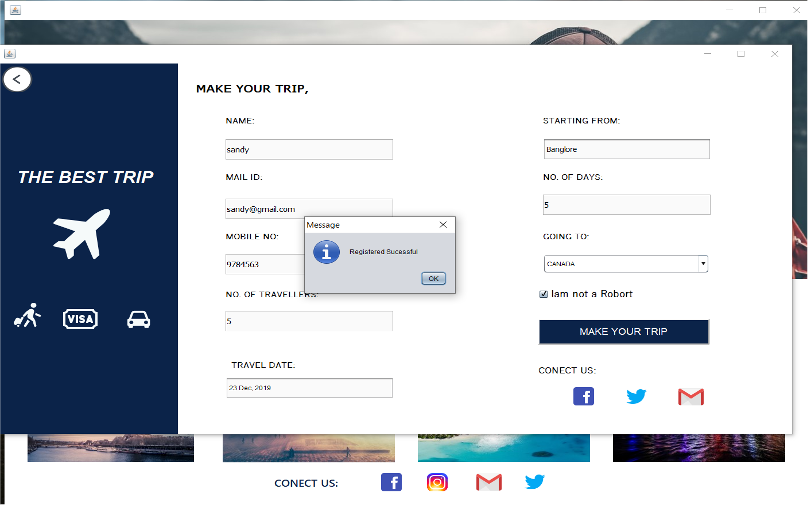 MAKE YOUR TRIP,
NAME:
sandy
STARTING FROM:
Banglore
THE BEST TRIP
MAIL ID:
sandy@gmail.com
NO. OF DAYS:
5
MOBILE NO:
9784563
GOING TO:
CANADA
Message
Registered Sucessful
OK
NO. OF TRAVELLERS:
5
Iam not a Robort
VISA
MAKE YOUR TRIP
TRAVEL DATE:
23 Dec, 2019
CONECT US:
CONECT US: